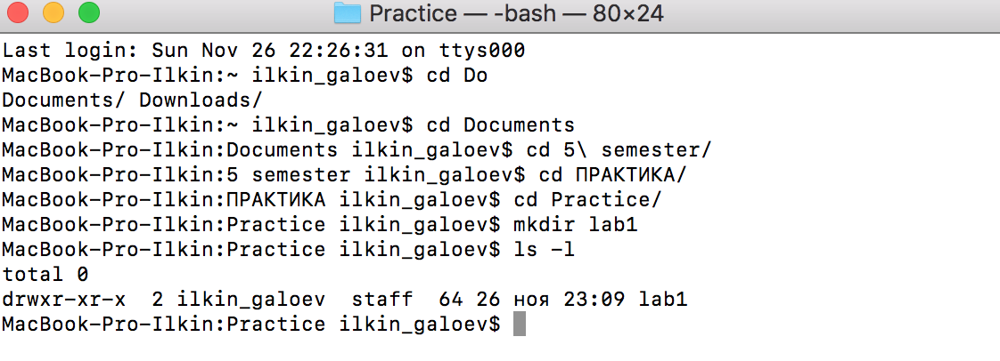 Practice — -bash — 80×24
Last login: Sun Nov 26 22:26:31 on ttys000
MacBook-Pro-Ilkin:~ ilkin_galoev$ cd Do
Documents/ Downloads/
MacBook-Pro-Ilkin:~ ilkin_galoev$ cd Documents
MacBook-Pro-Ilkin:Documents ilkin_galoev$ cd 5\ semester/
MacBook-Pro-Ilkin:5 semester ilkin_galoev$ cd ПРАКТИКА/
MacBook-Pro-Ilkin:ПРАКТИКА ilkin_galoev$ cd Practice/
MacBook-Pro-Ilkin:Practice ilkin_galoev$ mkdir lab1
MacBook-Pro-Ilkin:Practice ilkin_galoev$ ls -l
total 0
drwxr-xr-x  2 ilkin_galoev  staff  64 26 ноя 23:09 lab1
MacBook-Pro-Ilkin:Practice ilkin_galoev$